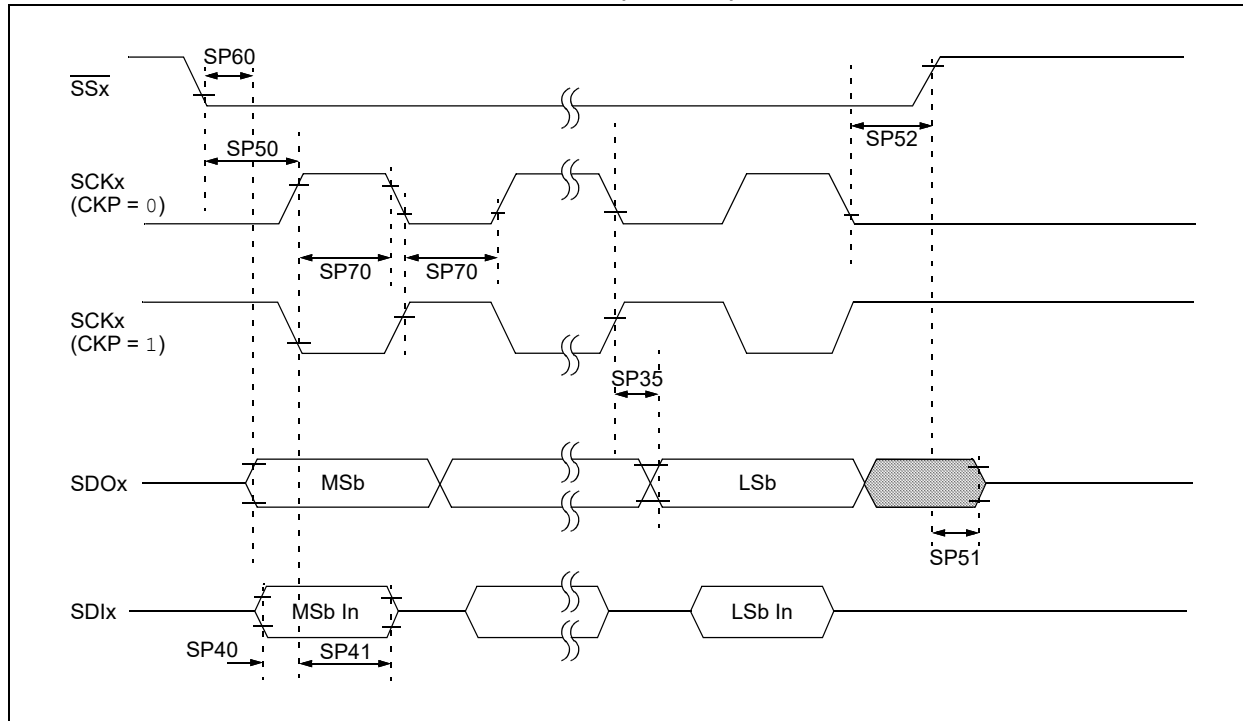 SP60
SSx
SP52
SP50
SCKx
(CKP = 0)
SP70
SP70
SCKx
(CKP = 1)
SP35
SDOx
MSb
LSb
SP51
SDIx
MSb In
LSb In
SP40
SP41